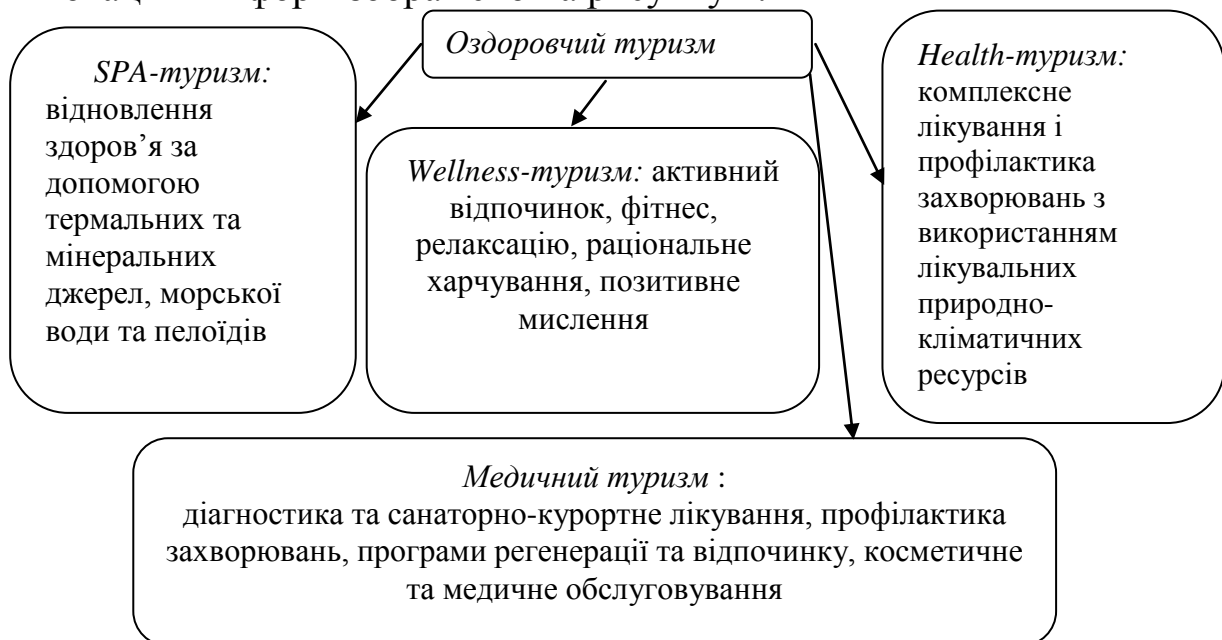 Оздоровчий туризм
SPA-туризм:
відновлення
здоров’я за
допомогою
термальних та
мінеральних
джерел, морської
води та пелоїдів
Wellness-туризм: активний
відпочинок, фітнес,
релаксацію, раціональне
харчування, позитивне
мислення
Health-туризм:
комплексне
лікування і
профілактика
захворювань з
використанням
лікувальних
природно-
кліматичних
ресурсів
Медичний туризм :
діагностика та санаторно-курортне лікування, профілактика
захворювань, програми регенерації та відпочинку, косметичне
та медичне обслуговування